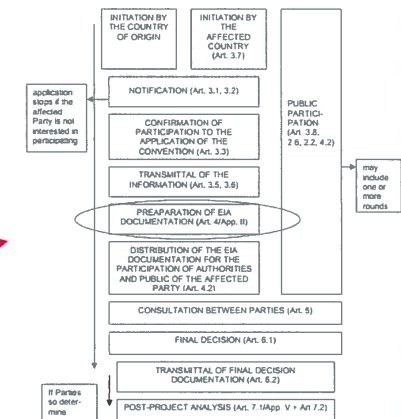 INITIATION BY
THE COUNTRY
OF ORIGIN
INITIATION BY
THE
AFFECTED
COUNTRY
(Art. 3.7)
NOTIFICATION (Art. 3.1, 3.2)
application
stops if the
affected
Party is not
interested in
participating
CONFIRMATION OF
PARTICIPATION TO THE
APPLICATION OF THE
CONVENTION (Art. 3.3)
PUBLIC
PARTICI-
PATION
(Art 3.8,
2 6, 2.2, 4.2)
TRANSMITTAL OF THE
INFORMATION (Art. 3.5, 3.6)
may
include
one or
more
rounds
PREAPARATION OF EIA
DOCUMENTATION (Art. 4/App. II)
DISTRIBUTION OF THE EIA
DOCUMENTATION FOR THE
PARTICIPATION OF AUTHORITIES
AND PUBLIC OF THE AFFECTED
PARTY (Art. 4.2)
CONSULTATION BETWEEN PARTIES (Art. 5)
FINAL DECISION (Art. 6.1)
TRANSMITTAL OF FINAL DECISION
DOCUMENTATION (Art. 6.2)
If Parties
so deter-
mine
POST-PROJECT ANALYSIS (Art. 7.1/App. V + Art 7.2)